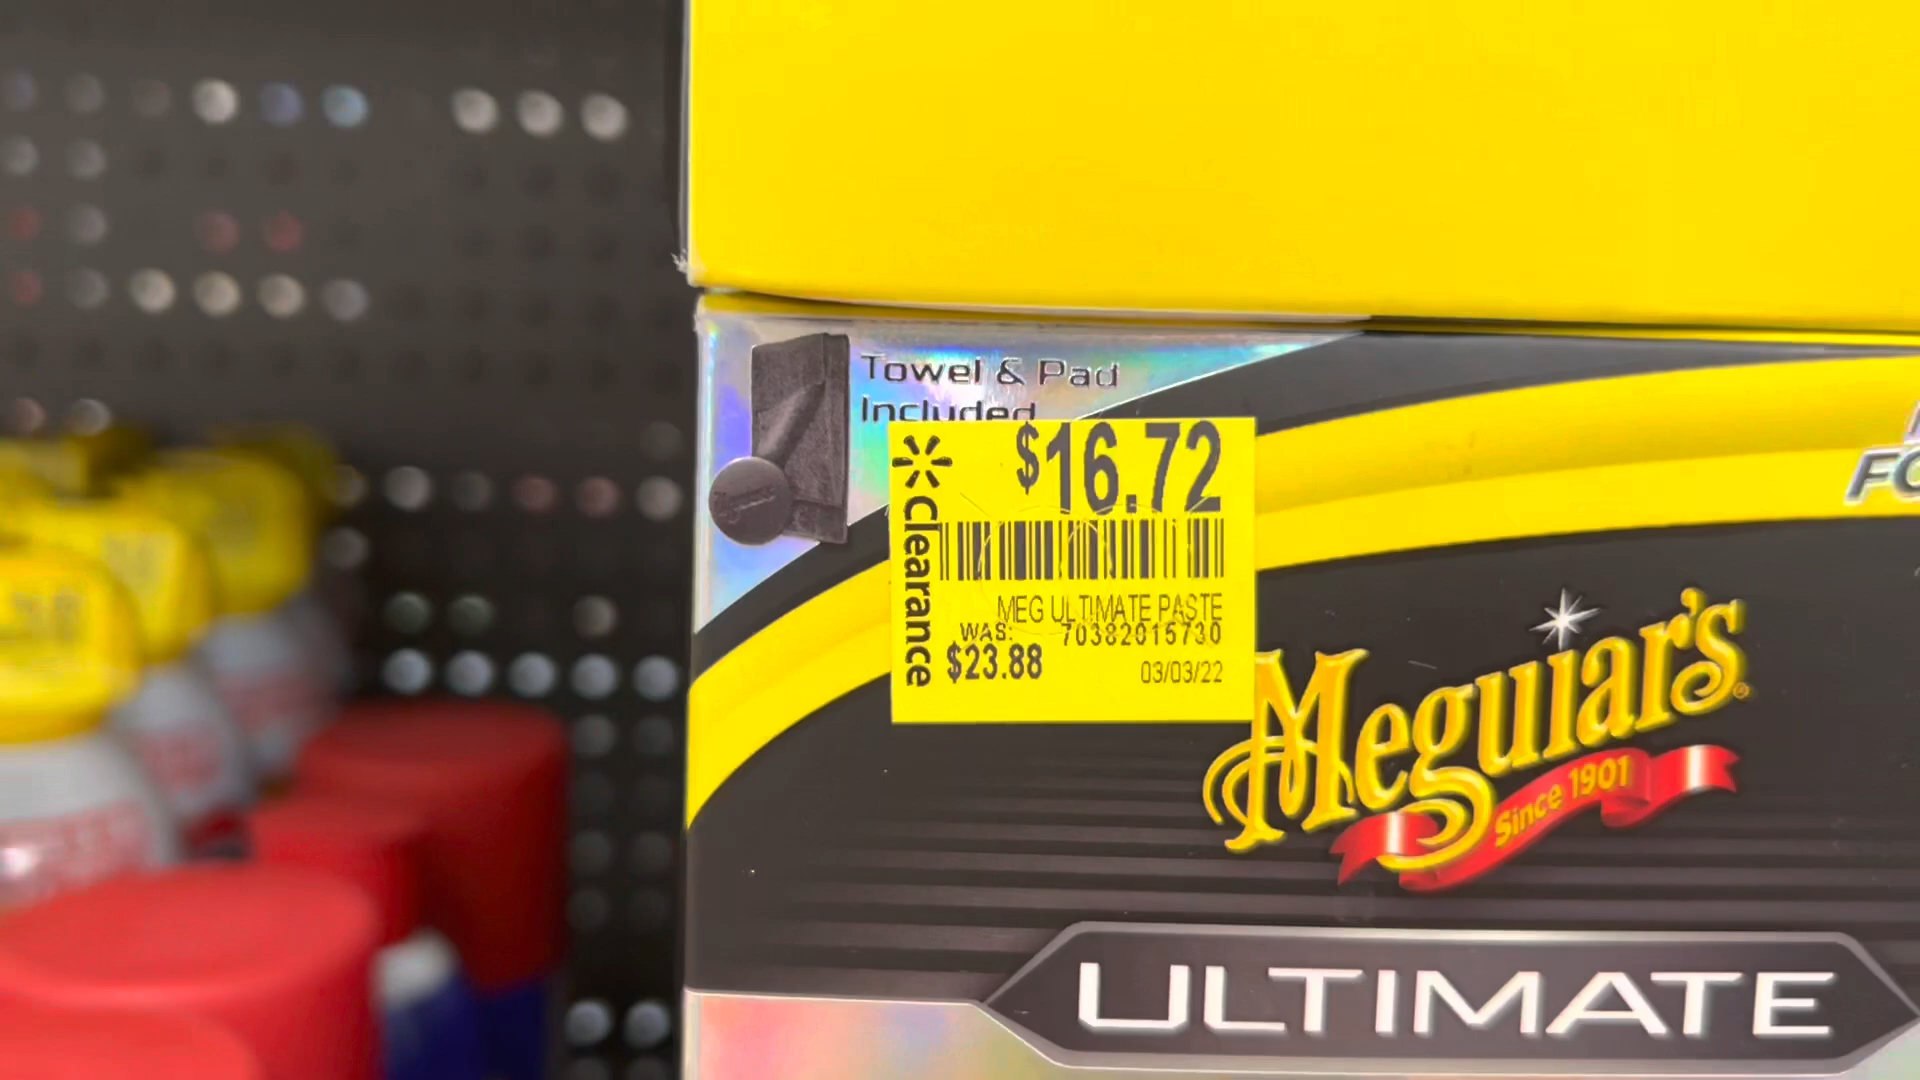 Towel & Pad
Included
$16.72
Clearance
MEG ULTIMATE PASTE
WAS: 70382015730
$23.88 03/03/22
Meguiar's
Since 1901
ULTIMATE